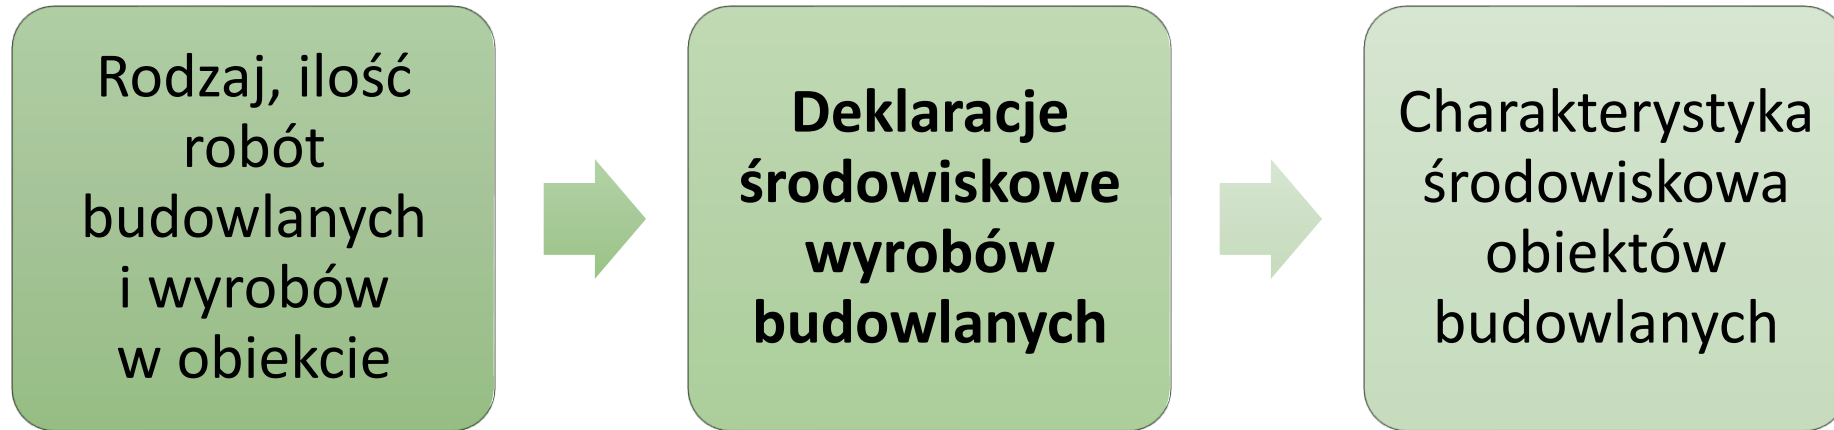 Rodzaj, ilość
robót
budowlanych
i wyrobów
w obiekcie
Deklaracje
środowiskowe
wyrobów
budowlanych
Charakterystyka
środowiskowa
obiektów
budowlanych